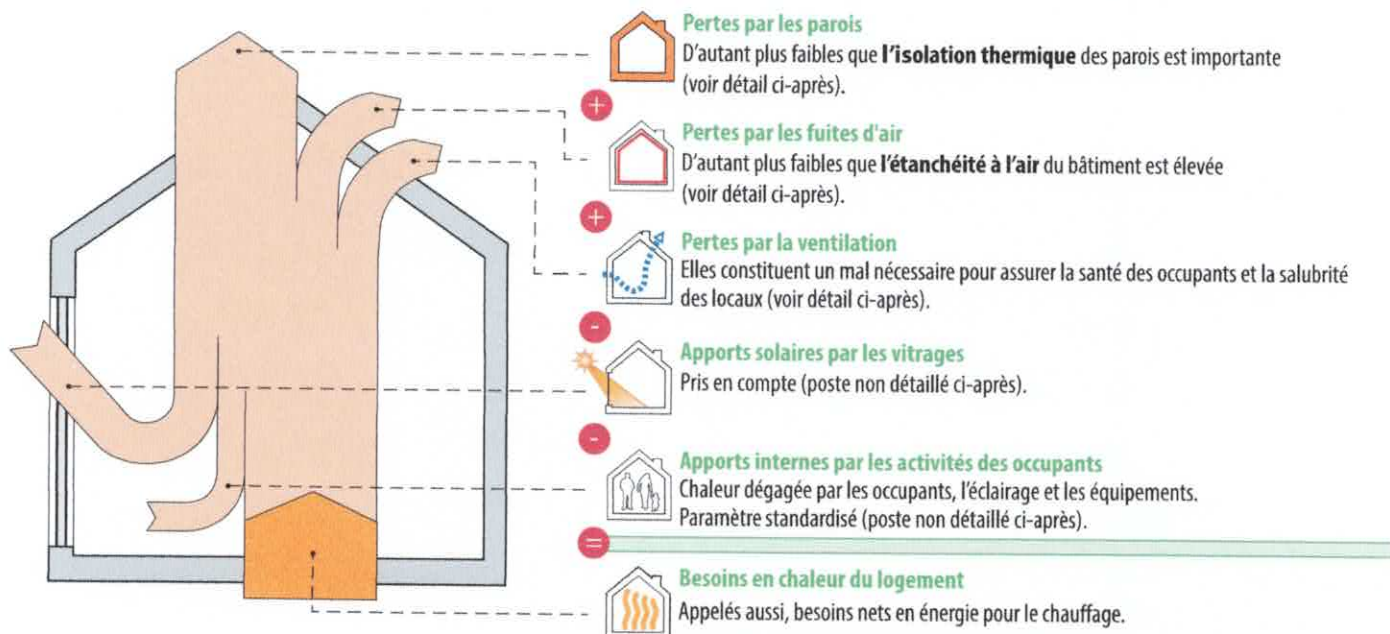 Pertes par les parois
D'autant plus faibles que l'isolation thermique des parois est importante
(voir détail ci-après).
+
Pertes par les fuites d'air
D'autant plus faibles que l'étanchéité à l'air du bâtiment est élevée
(voir détail ci-après).
+
Pertes par la ventilation
Elles constituent un mal nécessaire pour assurer la santé des occupants et la salubrité
des locaux (voir détail ci-après).
-
Apports solaires par les vitrages
Pris en compte (poste non détaillé ci-après).
-
Apports internes par les activités des occupants
Chaleur dégagée par les occupants, l'éclairage et les équipements.
Paramètre standardisé (poste non détaillé ci-après).
=
Besoins en chaleur du logement
Appelés aussi, besoins nets en énergie pour le chauffage.